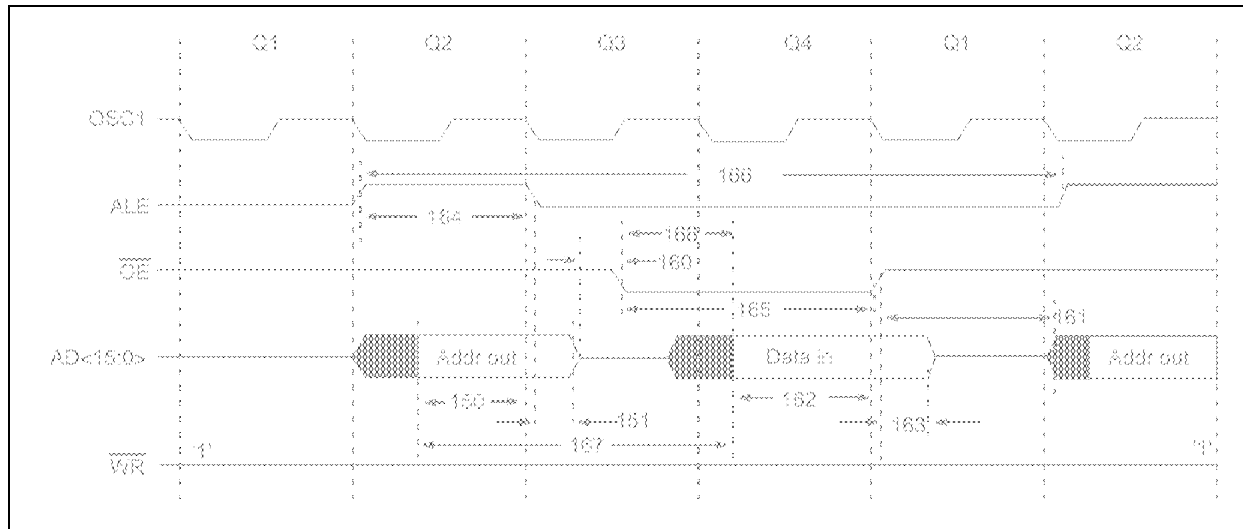 Q1 Q2 Q3 Q4 Q1 Q2
OSC1
166
ALE
164
168
OE
160
165
161
AD<15:0>
Addr out
Data in
Addr out
150
151
162
163
167
'1'
'1'
WR